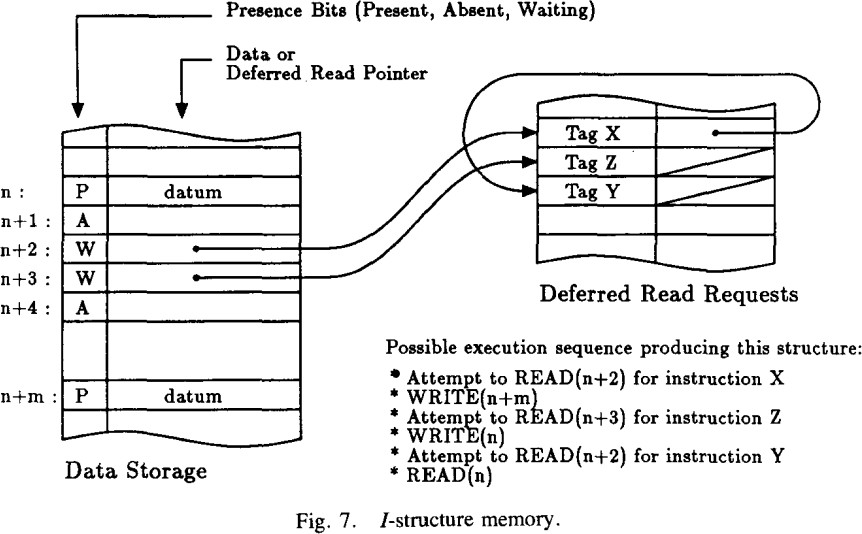 Presence Bits (Present, Absent, Waiting)
Data or
Deferred Read Pointer
n : P datum
n+1 : A
n+2 : W
n+3 : W
n+4 : A
n+m : P datum
Data Storage
Tag X
Tag Z
Tag Y
Deferred Read Requests
Possible execution sequence producing this structure:
* Attempt to READ(n+2) for instruction X
* WRITE(n+m)
* Attempt to READ(n+3) for instruction Z
* WRITE(n)
* Attempt to READ(n+2) for instruction Y
* READ(n)
Fig. 7. I-structure memory.